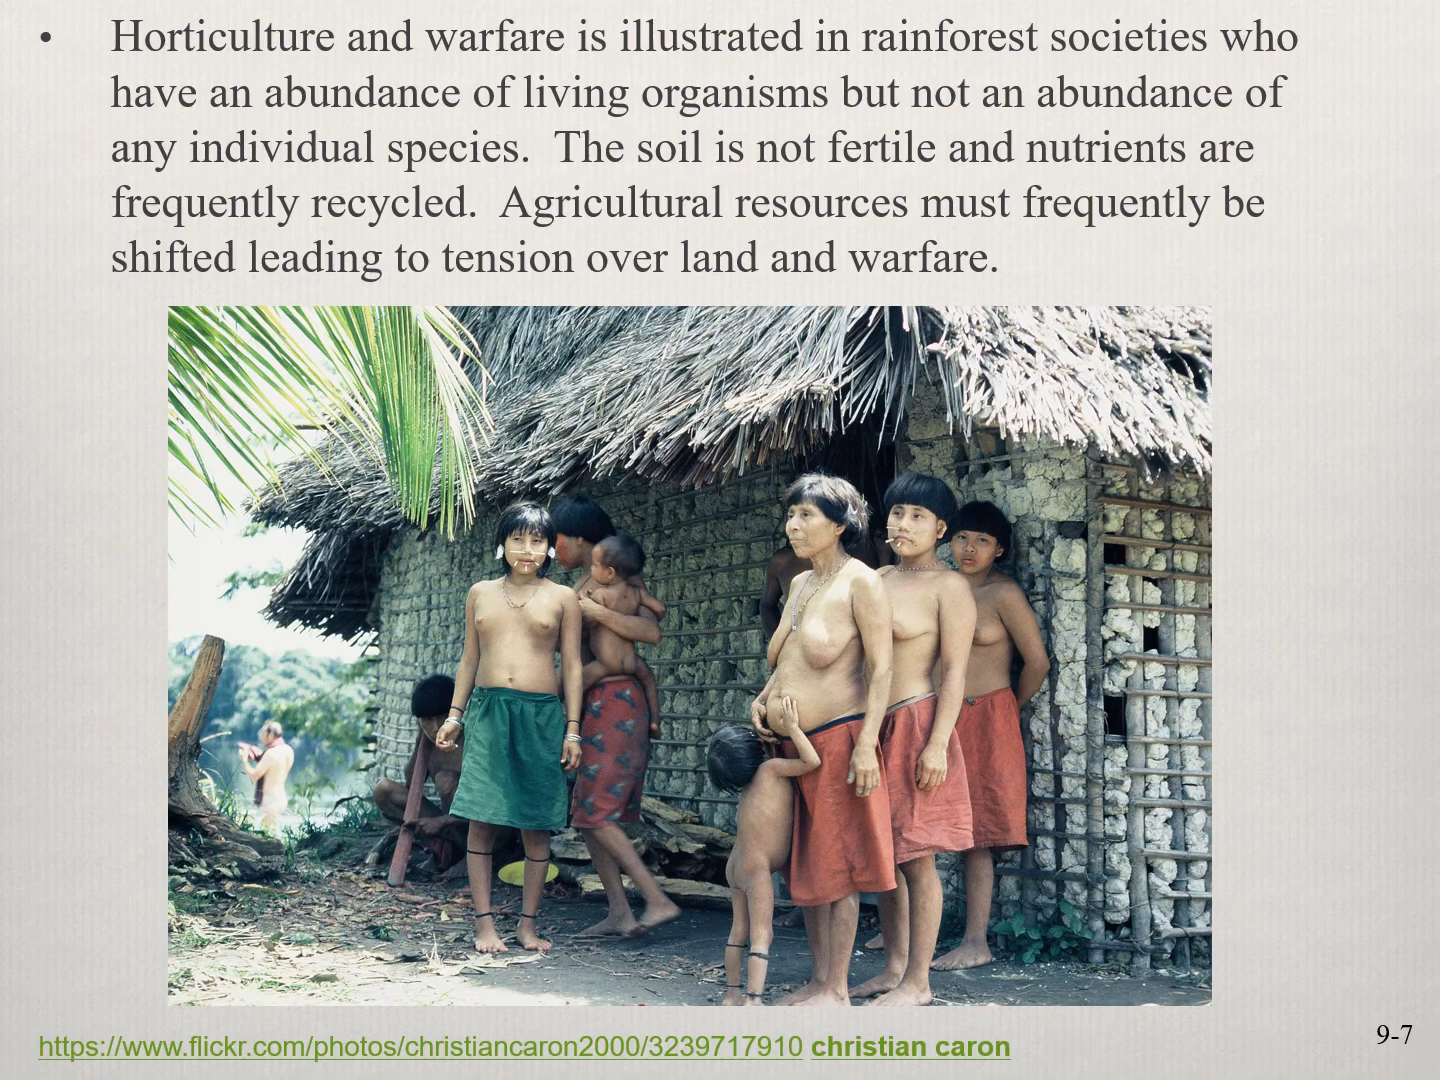 • Horticulture and warfare is illustrated in rainforest societies who
have an abundance of living organisms but not an abundance of
any individual species.  The soil is not fertile and nutrients are
frequently recycled.  Agricultural resources must frequently be
shifted leading to tension over land and warfare.
https://www.flickr.com/photos/christiancaron2000/3239717910 christian caron
9-7